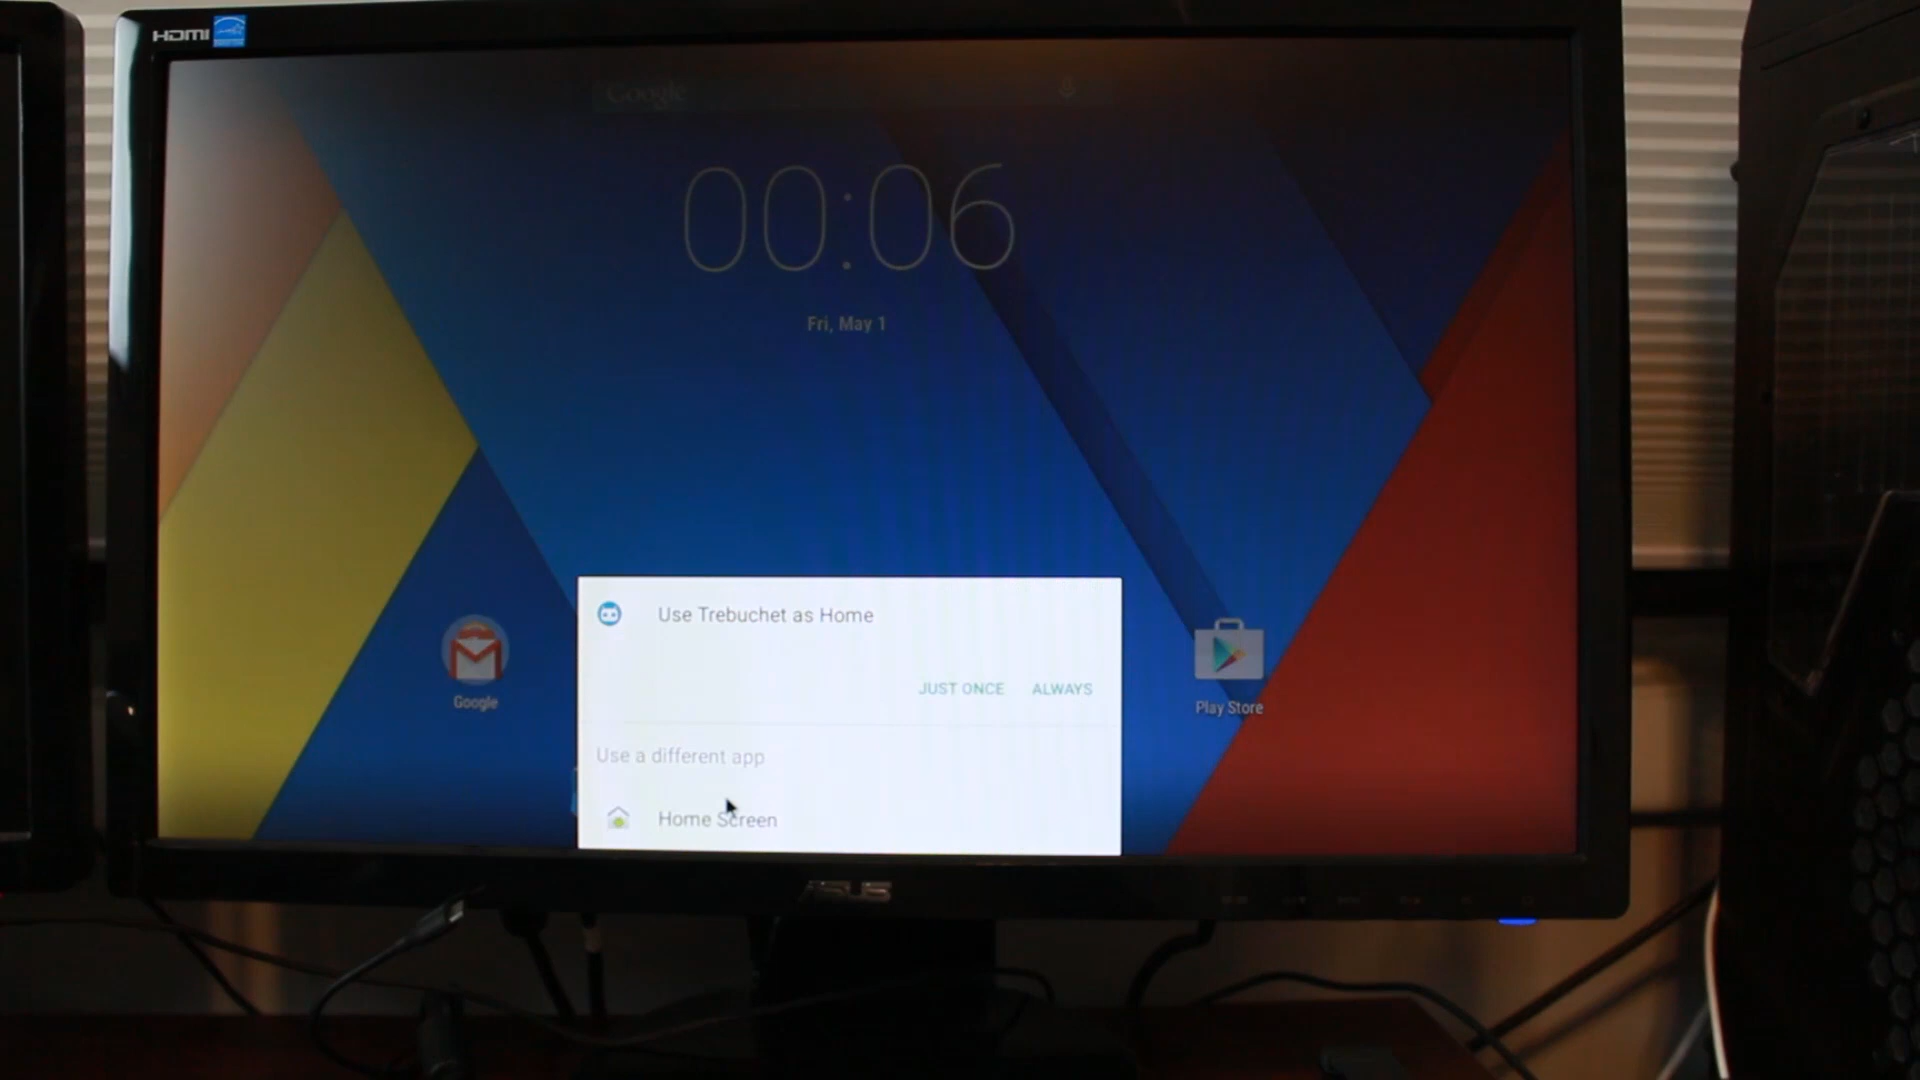 HDMI
Google
00:06
Fri, May 1
Use Trebuchet as Home
JUST ONCE
ALWAYS
Google
Play Store
Use a different app
Home Screen
ASUS